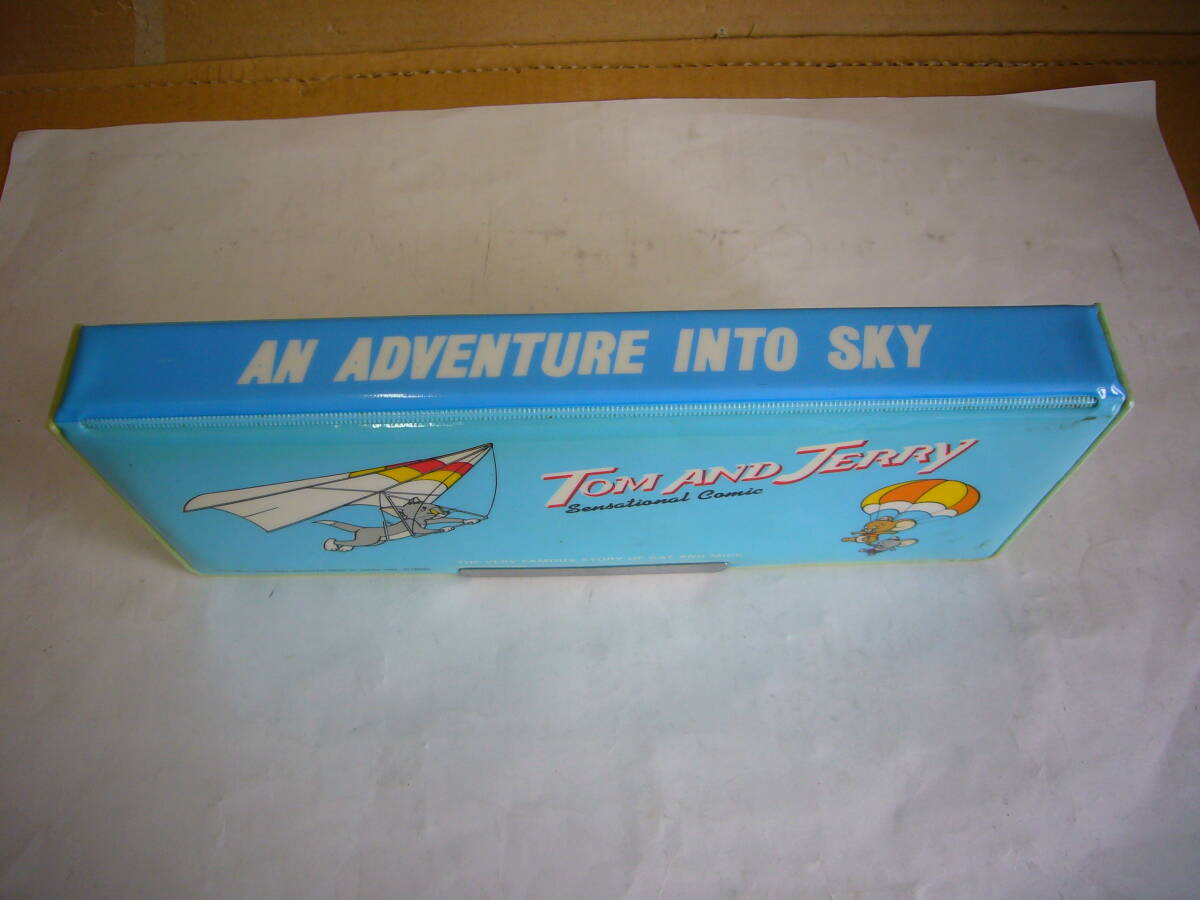 AN ADVENTURE INTO SKY
TOM AND JERRY
Sensational Comic
THE VERY FAMOUS STORY OF CAT AND MICE